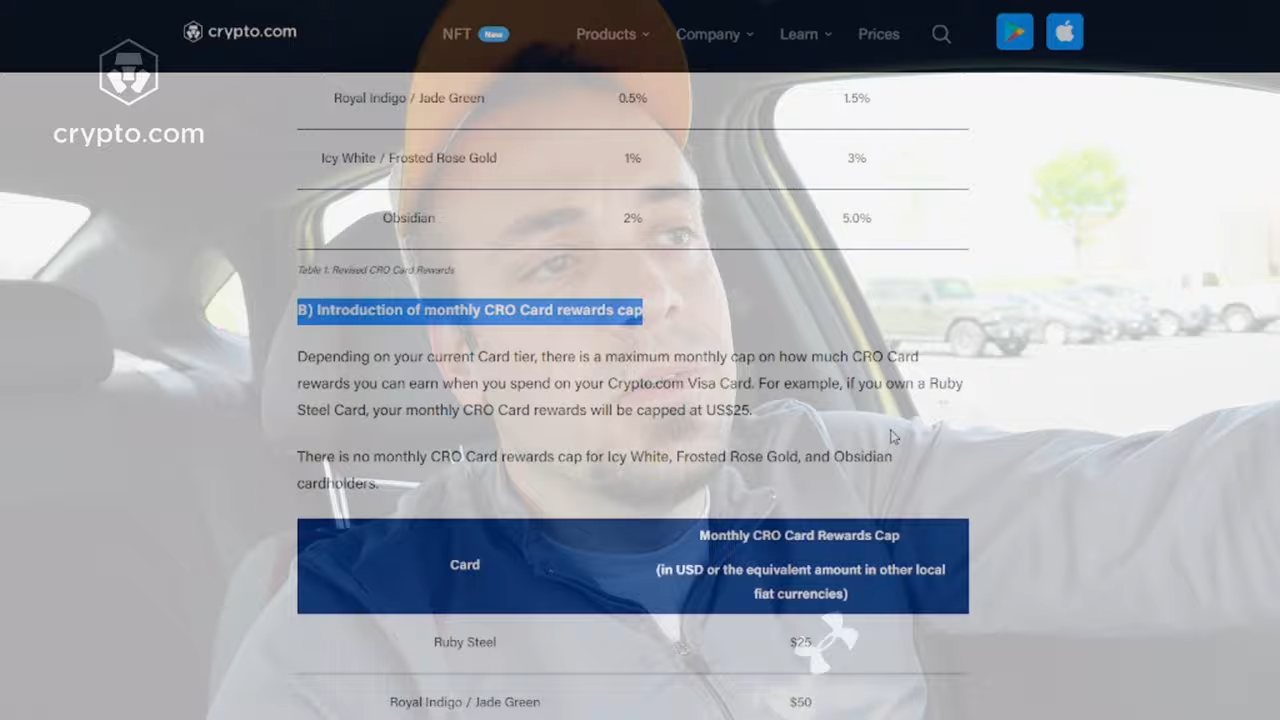 crypto.com
NFT New Products Company Learn Prices
crypto.com
Royal Indigo / Jade Green 0.5% 1.5%
Icy White / Frosted Rose Gold 1% 3%
Obsidian 2% 5.0%
Table 1. Revised CRO Card Rewards
B) Introduction of monthly CRO Card rewards cap
Depending on your current Card tier, there is a maximum monthly cap on how much CRO Card
rewards you can earn when you spend on your Crypto.com Visa Card. For example, if you own a Ruby
Steel Card, your monthly CRO Card rewards will be capped at US$25.
There is no monthly CRO Card rewards cap for Icy White, Frosted Rose Gold, and Obsidian
cardholders.
Card
Monthly CRO Card Rewards Cap
(in USD or the equivalent amount in other local
fiat currencies)
Ruby Steel $25
Royal Indigo / Jade Green $50